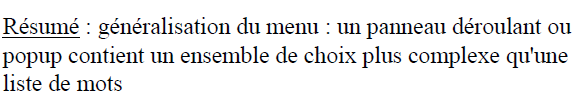 Résumé : généralisation du menu : un panneau déroulant ou
popup contient un ensemble de choix plus complexe qu'une
liste de mots